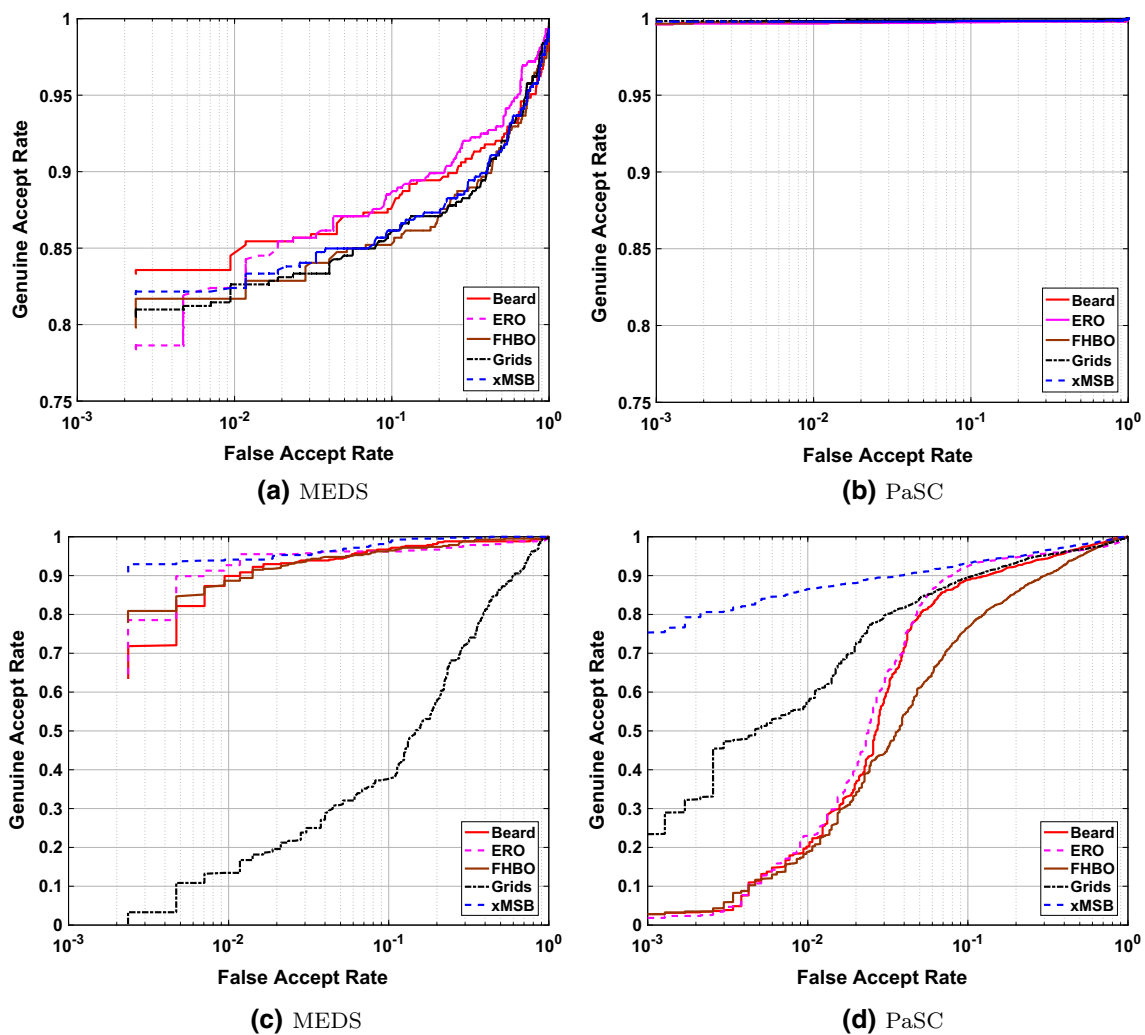 1
0.95
0.9
0.85
0.8
0.75
Genuine Accept Rate
10^-3
10^-2
10^-1
10^0
False Accept Rate
Beard
ERO
FHBO
Grids
xMSB
(a) MEDS
1
0.95
0.9
0.85
0.8
0.75
Genuine Accept Rate
10^-3
10^-2
10^-1
10^0
False Accept Rate
Beard
ERO
FHBO
Grids
xMSB
(b) PaSC
1
0.9
0.8
0.7
0.6
0.5
0.4
0.3
0.2
0.1
0
Genuine Accept Rate
10^-3
10^-2
10^-1
10^0
False Accept Rate
Beard
ERO
FHBO
Grids
xMSB
(c) MEDS
1
0.9
0.8
0.7
0.6
0.5
0.4
0.3
0.2
0.1
0
Genuine Accept Rate
10^-3
10^-2
10^-1
10^0
False Accept Rate
Beard
ERO
FHBO
Grids
xMSB
(d) PaSC